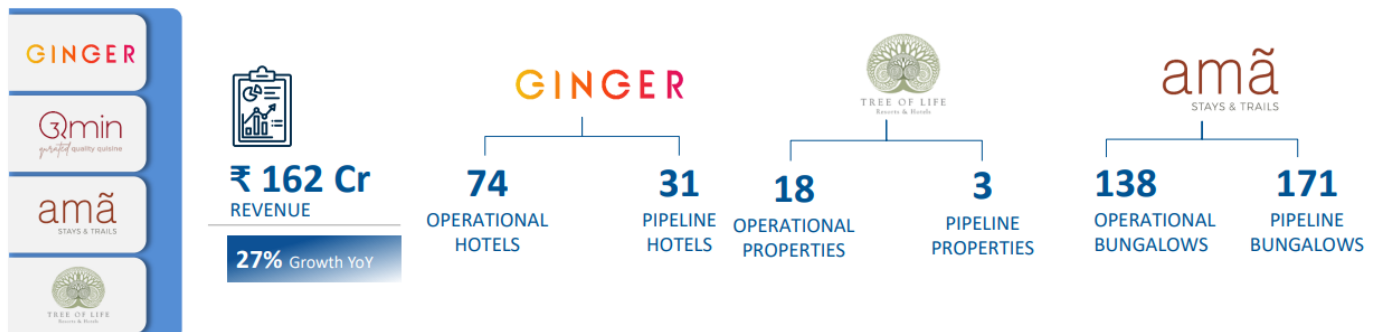 GINGER
Qmin
curated quality cuisine
amã
STAYS & TRAILS
TREE OF LIFE
Resorts & Hotels
₹ 162 Cr
REVENUE
27% Growth YoY
GINGER
74
OPERATIONAL
HOTELS
31
PIPELINE
HOTELS
TREE OF LIFE
Resorts & Hotels
18
OPERATIONAL
PROPERTIES
3
PIPELINE
PROPERTIES
amã
STAYS & TRAILS
138
OPERATIONAL
BUNGALOWS
171
PIPELINE
BUNGALOWS